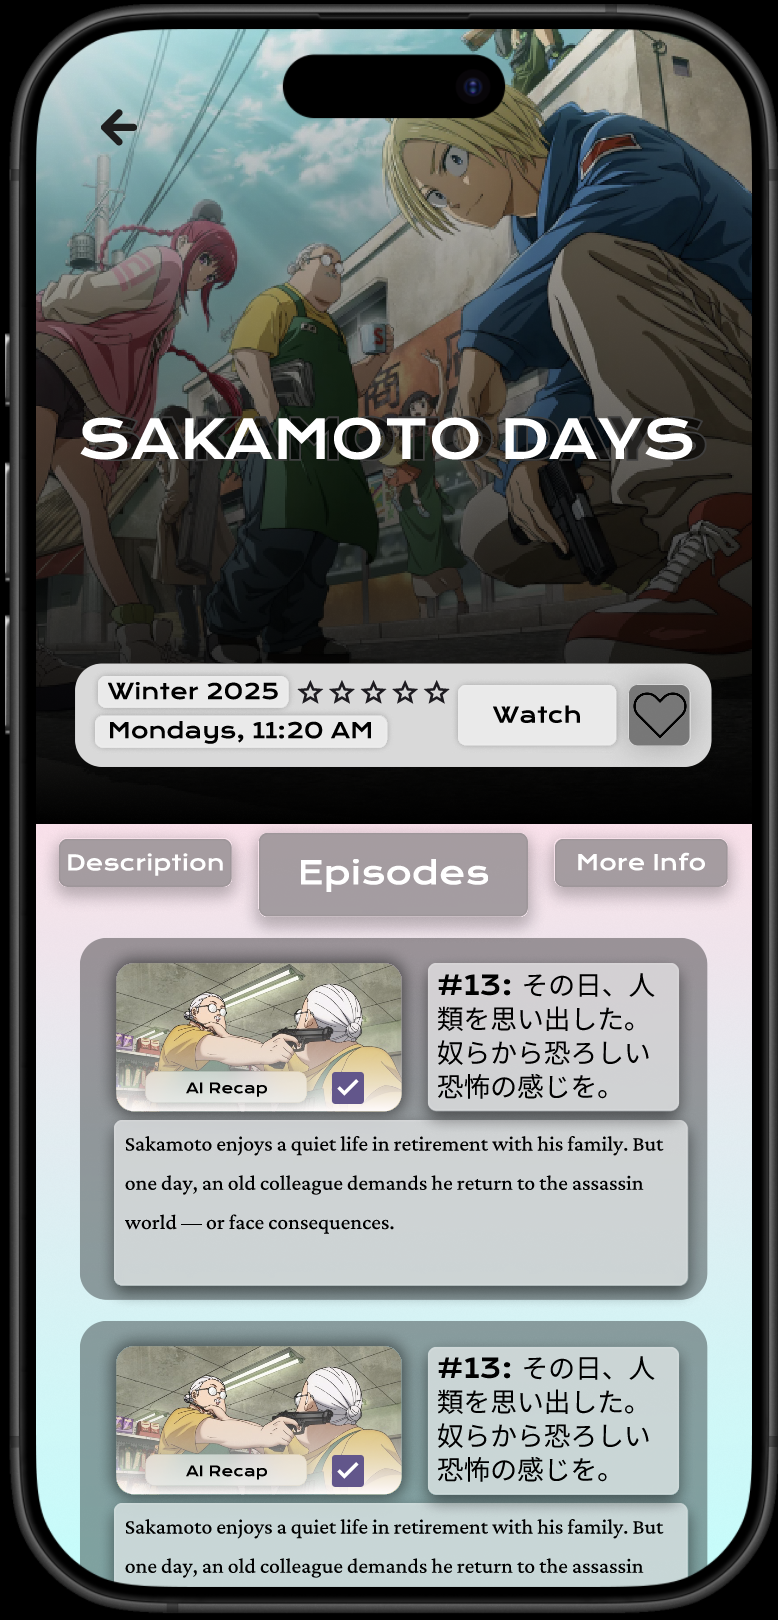 SAKAMOTO DAYS
Winter 2025
Mondays, 11:20 AM
Watch
Description
Episodes
More Info
#13: その日、人
類を思い出した。
奴らから恐ろしい
恐怖の感じを。
AI Recap
Sakamoto enjoys a quiet life in retirement with his family. But
one day, an old colleague demands he return to the assassin
world — or face consequences.
#13: その日、人
類を思い出した。
奴らから恐ろしい
恐怖の感じを。
AI Recap
Sakamoto enjoys a quiet life in retirement with his family. But
one day, an old colleague demands he return to the assassin